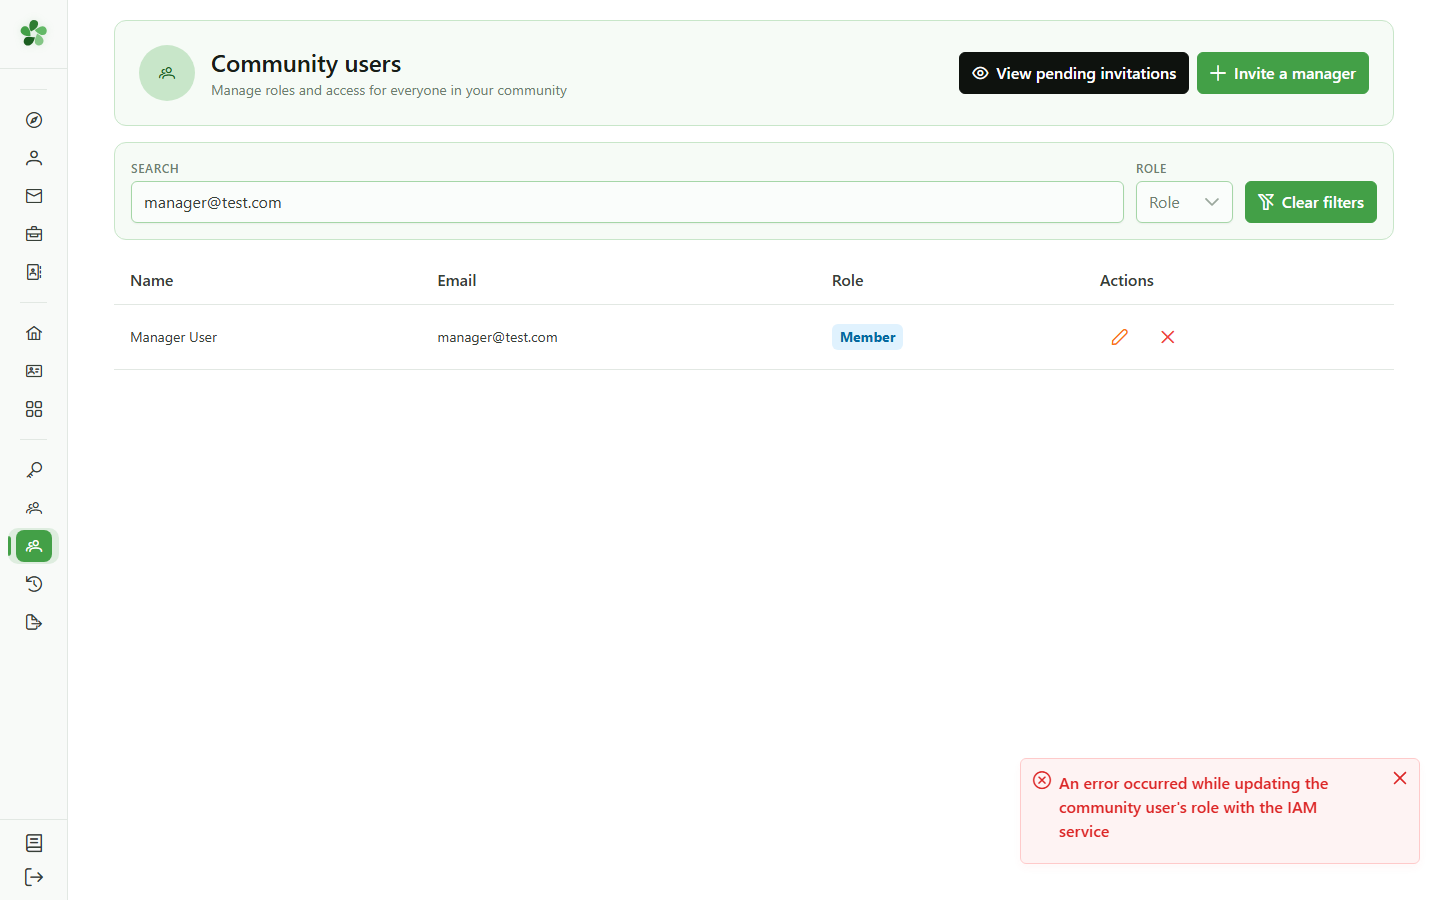 Community users
Manage roles and access for everyone in your community
View pending invitations
Invite a manager
SEARCH
ROLE
manager@test.com
Role
Clear filters
Name Email Role Actions
Manager User manager@test.com Member
An error occurred while updating the
community user's role with the IAM
service